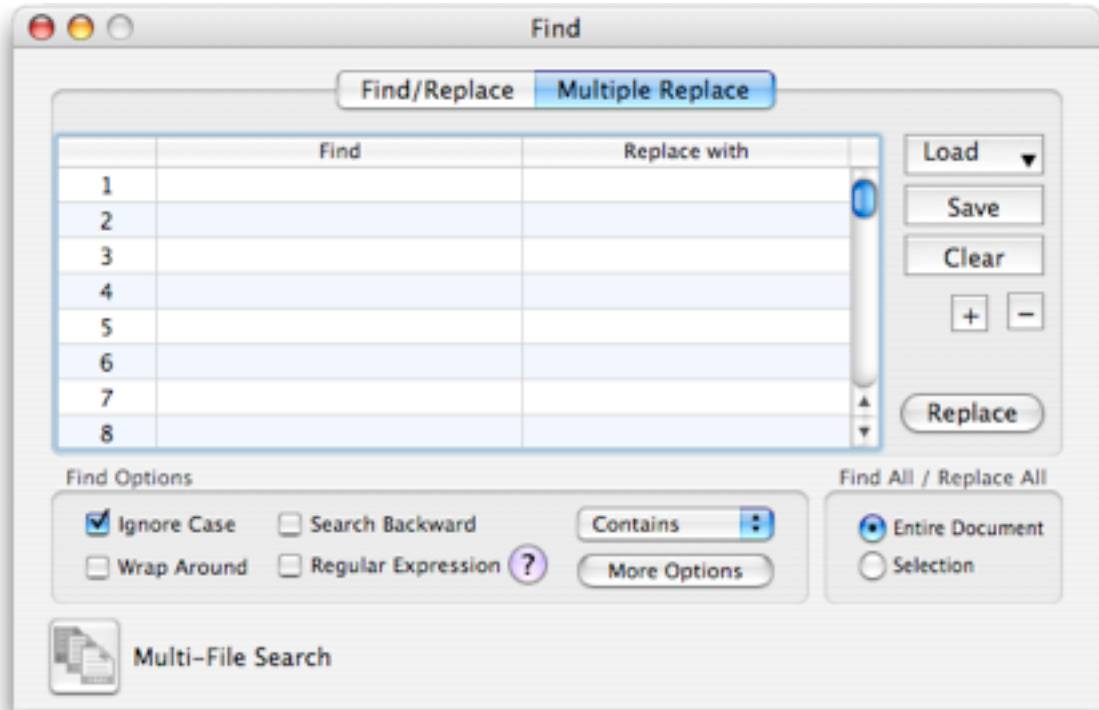 Find
Find/Replace Multiple Replace
Find Replace with
Load
1
Save
2
3
Clear
4
+ −
5
6
7
Replace
8
Find Options Find All / Replace All
Ignore Case Search Backward Contains Entire Document
Wrap Around Regular Expression ? More Options Selection
Multi-File Search